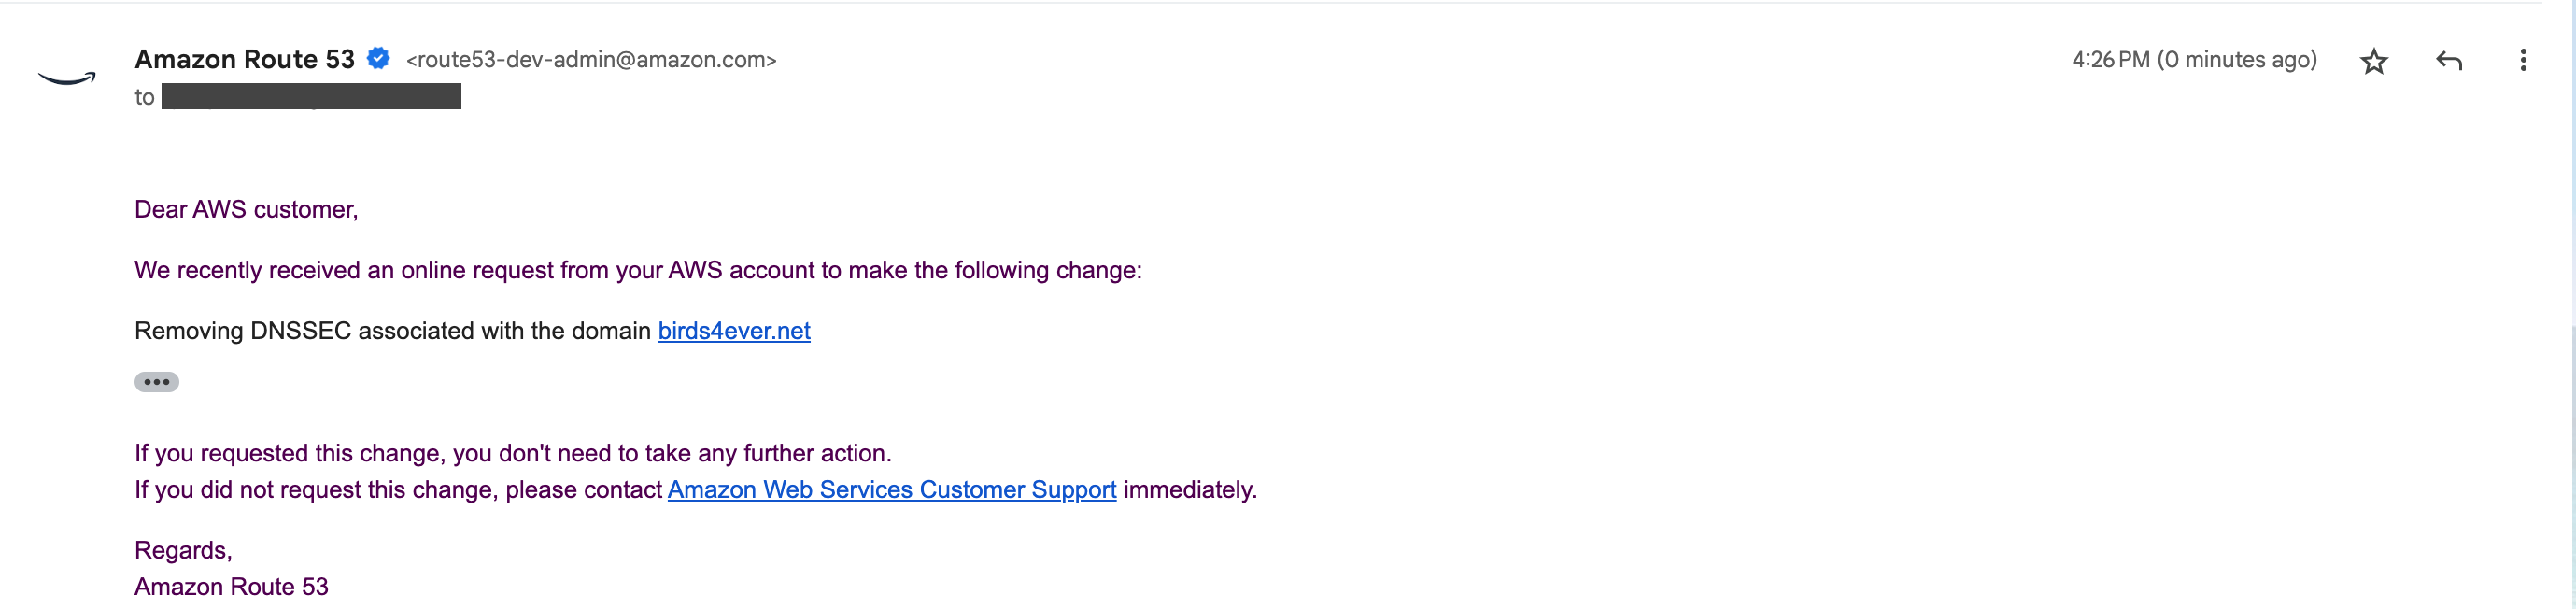 Amazon Route 53 <route53-dev-admin@amazon.com> 4:26 PM (0 minutes ago)
to
Dear AWS customer,
We recently received an online request from your AWS account to make the following change:
Removing DNSSEC associated with the domain birds4ever.net
If you requested this change, you don't need to take any further action.
If you did not request this change, please contact Amazon Web Services Customer Support immediately.
Regards,
Amazon Route 53